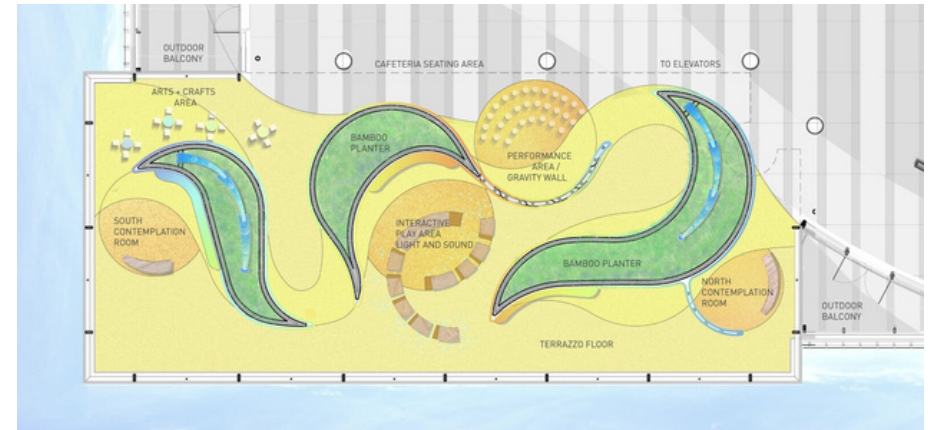 OUTDOOR
BALCONY
CAFETERIA SEATING AREA
TO ELEVATORS
ARTS + CRAFTS
AREA
BAMBOO
PLANTER
PERFORMANCE
AREA /
GRAVITY WALL
SOUTH
CONTEMPLATION
ROOM
INTERACTIVE
PLAY AREA
LIGHT AND SOUND
BAMBOO PLANTER
NORTH
CONTEMPLATION
ROOM
OUTDOOR
BALCONY
TERRAZZO FLOOR